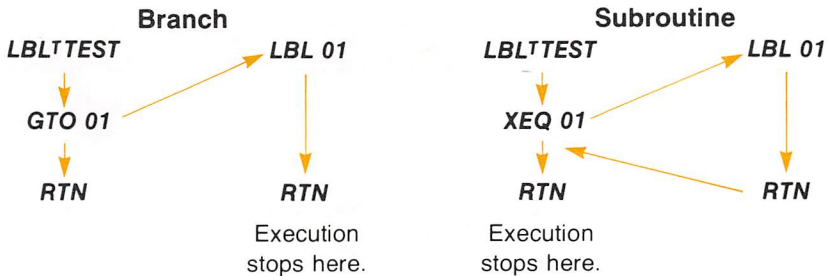 Branch
LBLᵀTEST
LBL 01
GTO 01
RTN
RTN
Execution
stops here.
Subroutine
LBLᵀTEST
LBL 01
XEQ 01
RTN
RTN
Execution
stops here.